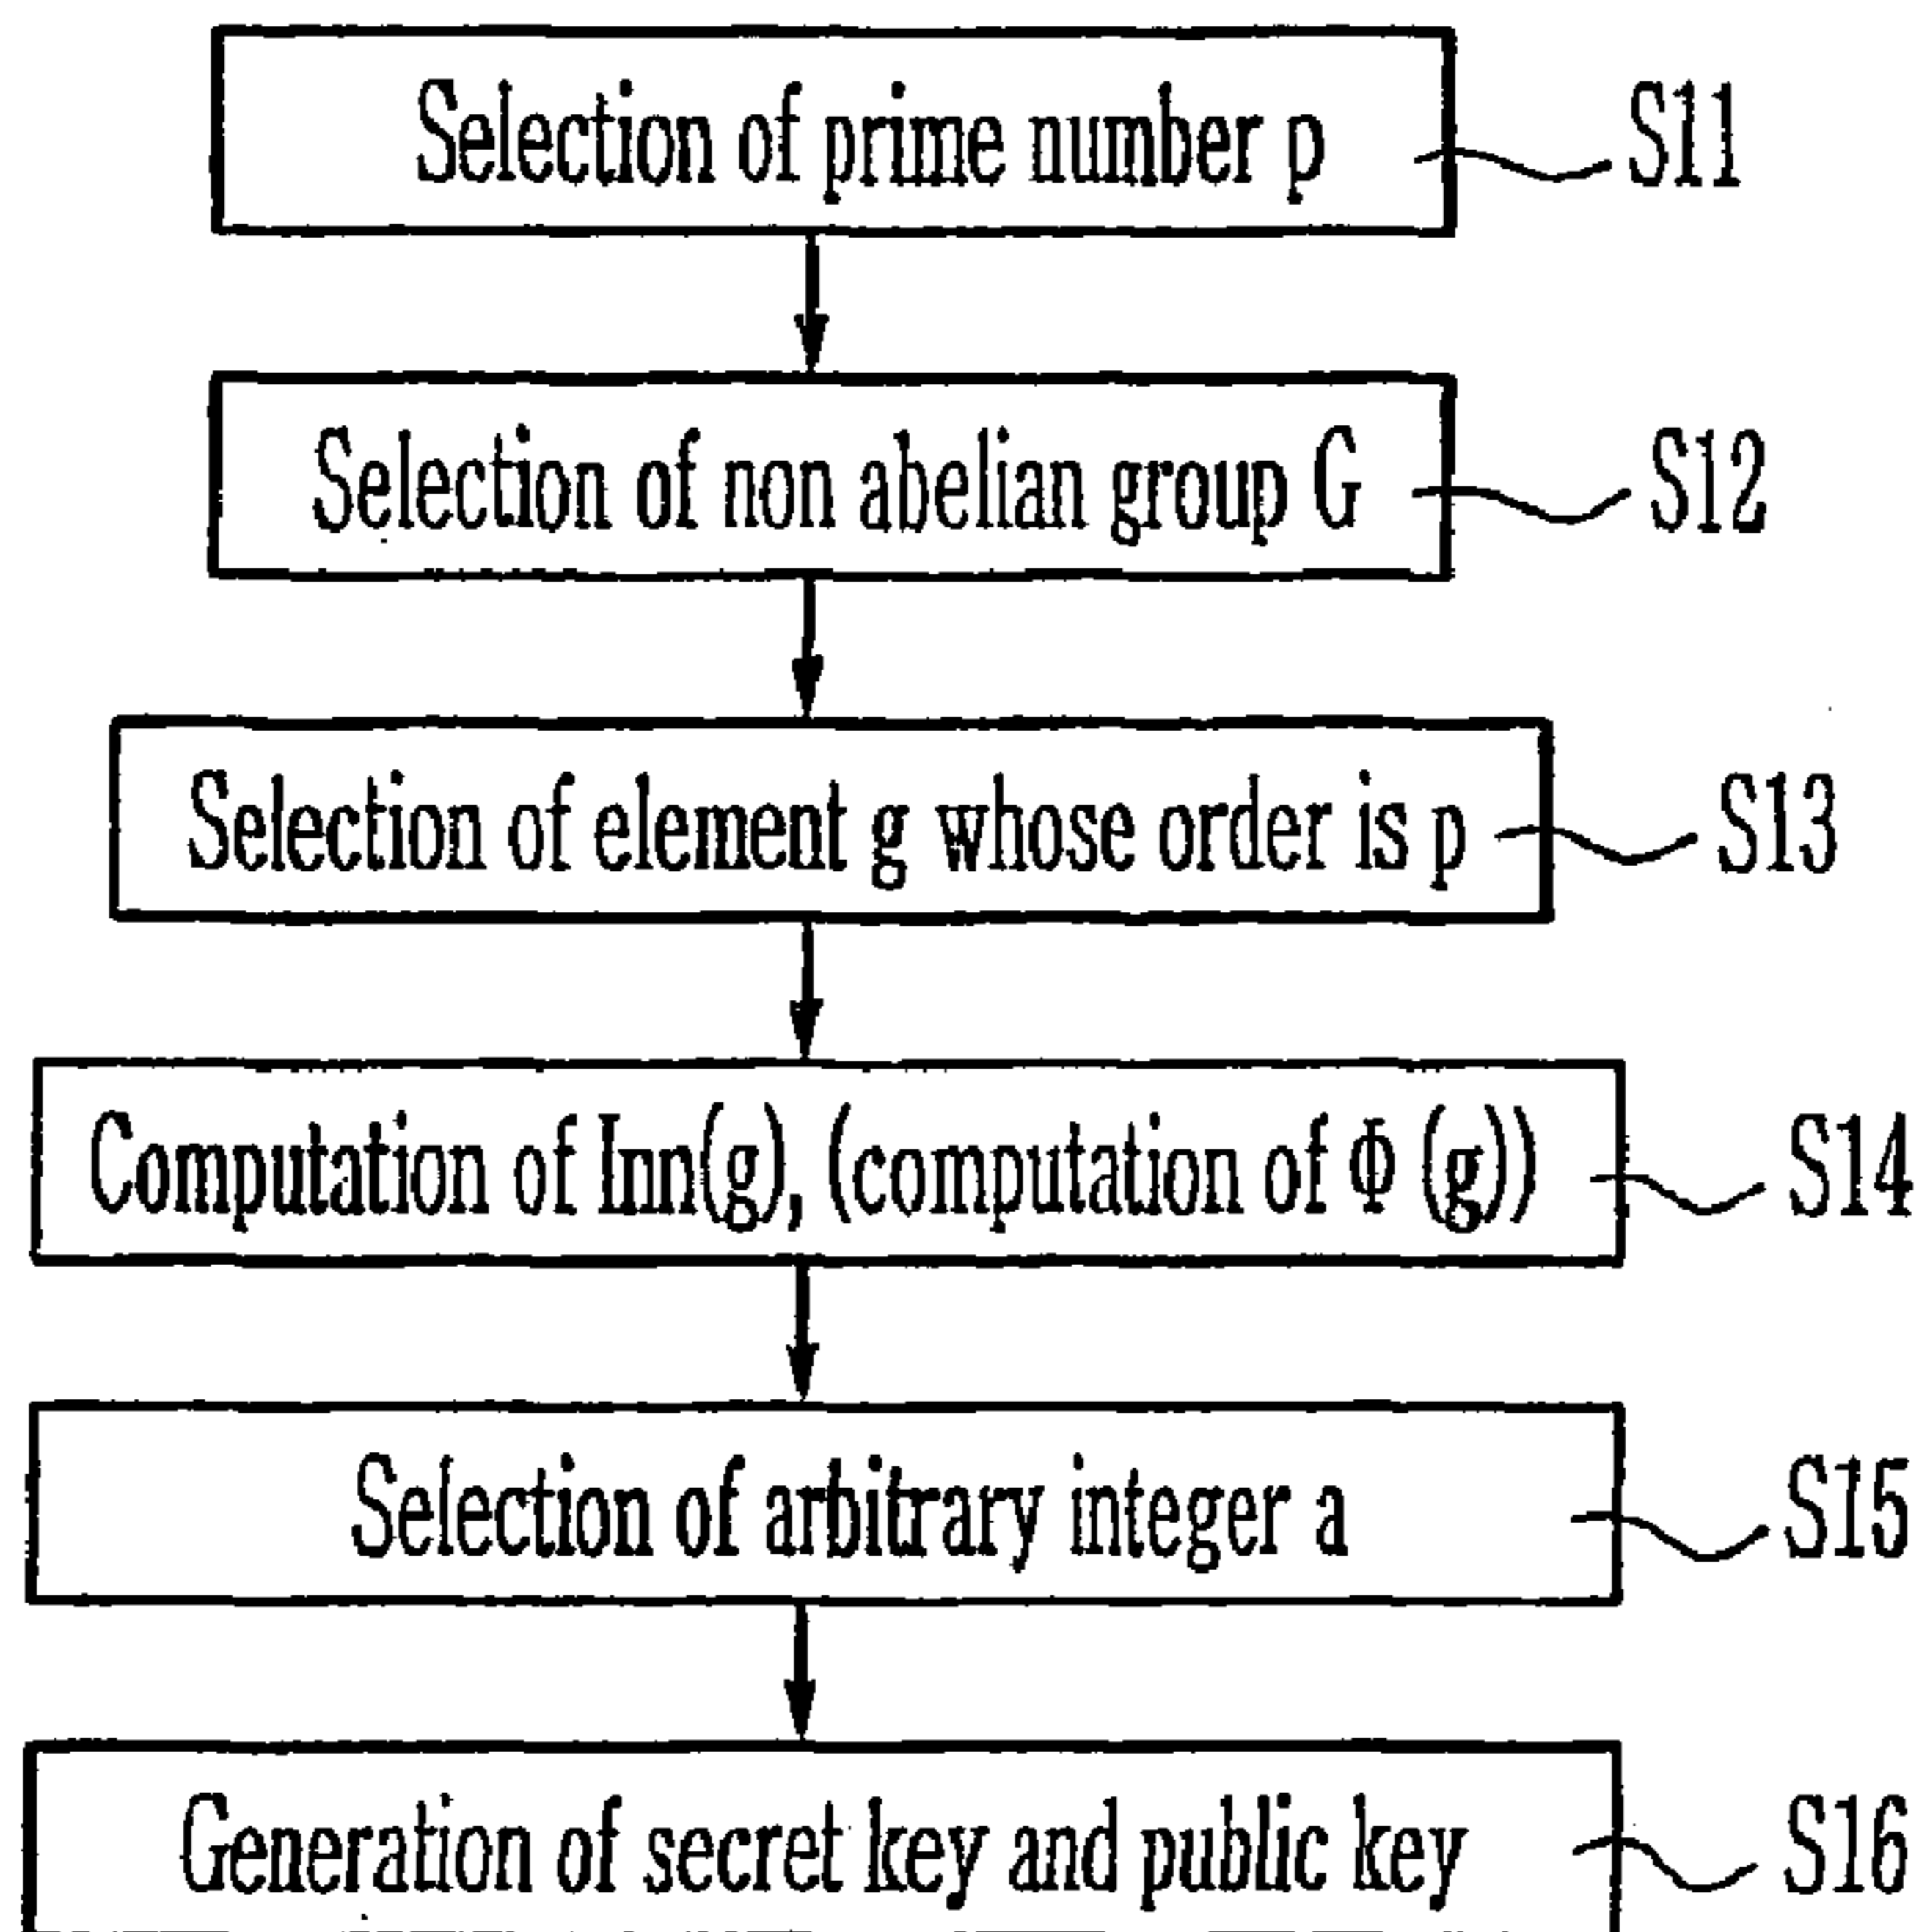 Selection of prime number p S11
Selection of non abelian group G S12
Selection of element g whose order is p S13
Computation of Inn(g), (computation of Φ (g)) S14
Selection of arbitrary integer a S15
Generation of secret key and public key S16